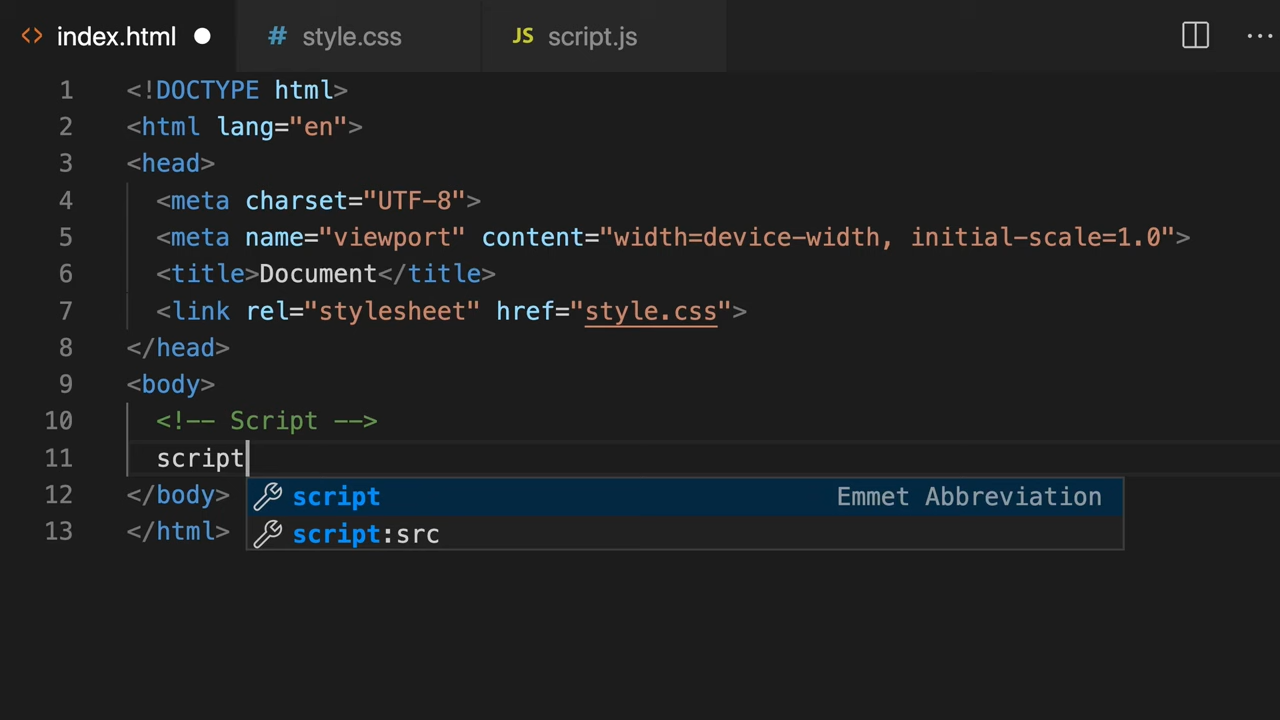 index.html style.css JS script.js
1 <!DOCTYPE html>
2 <html lang="en">
3 <head>
4 <meta charset="UTF-8">
5 <meta name="viewport" content="width=device-width, initial-scale=1.0">
6 <title>Document</title>
7 <link rel="stylesheet" href="style.css">
8 </head>
9 <body>
10 <!-- Script -->
11 script
12 </body> script Emmet Abbreviation
13 </html> script:src